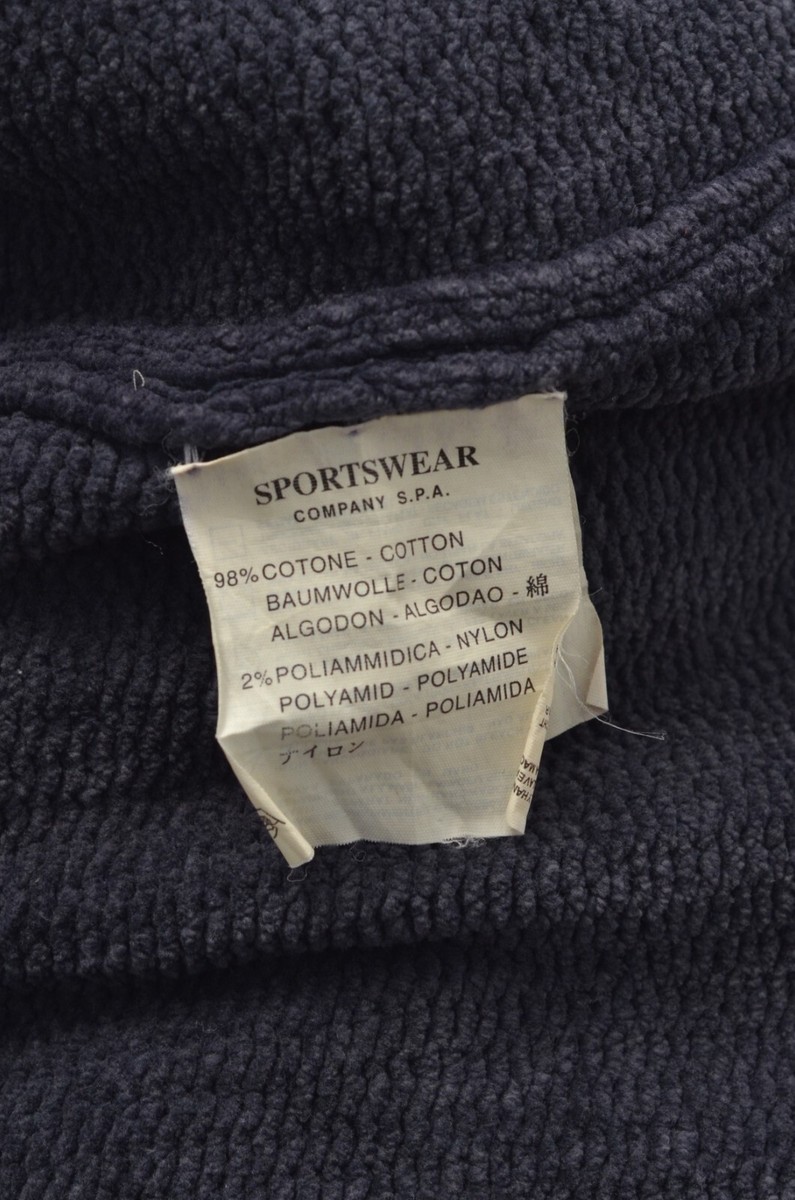 SPORTSWEAR
COMPANY S.P.A.
98% COTONE - COTTON
BAUMWOLLE - COTON
ALGODON - ALGODAO - 綿
2% POLIAMMIDICA - NYLON
POLYAMID - POLYAMIDE
POLIAMIDA - POLIAMIDA
ナイロン